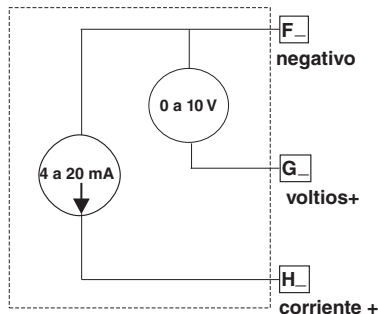 F_
negativo
0 a 10 V
4 a 20 mA
G_
voltios+
H_
corriente +